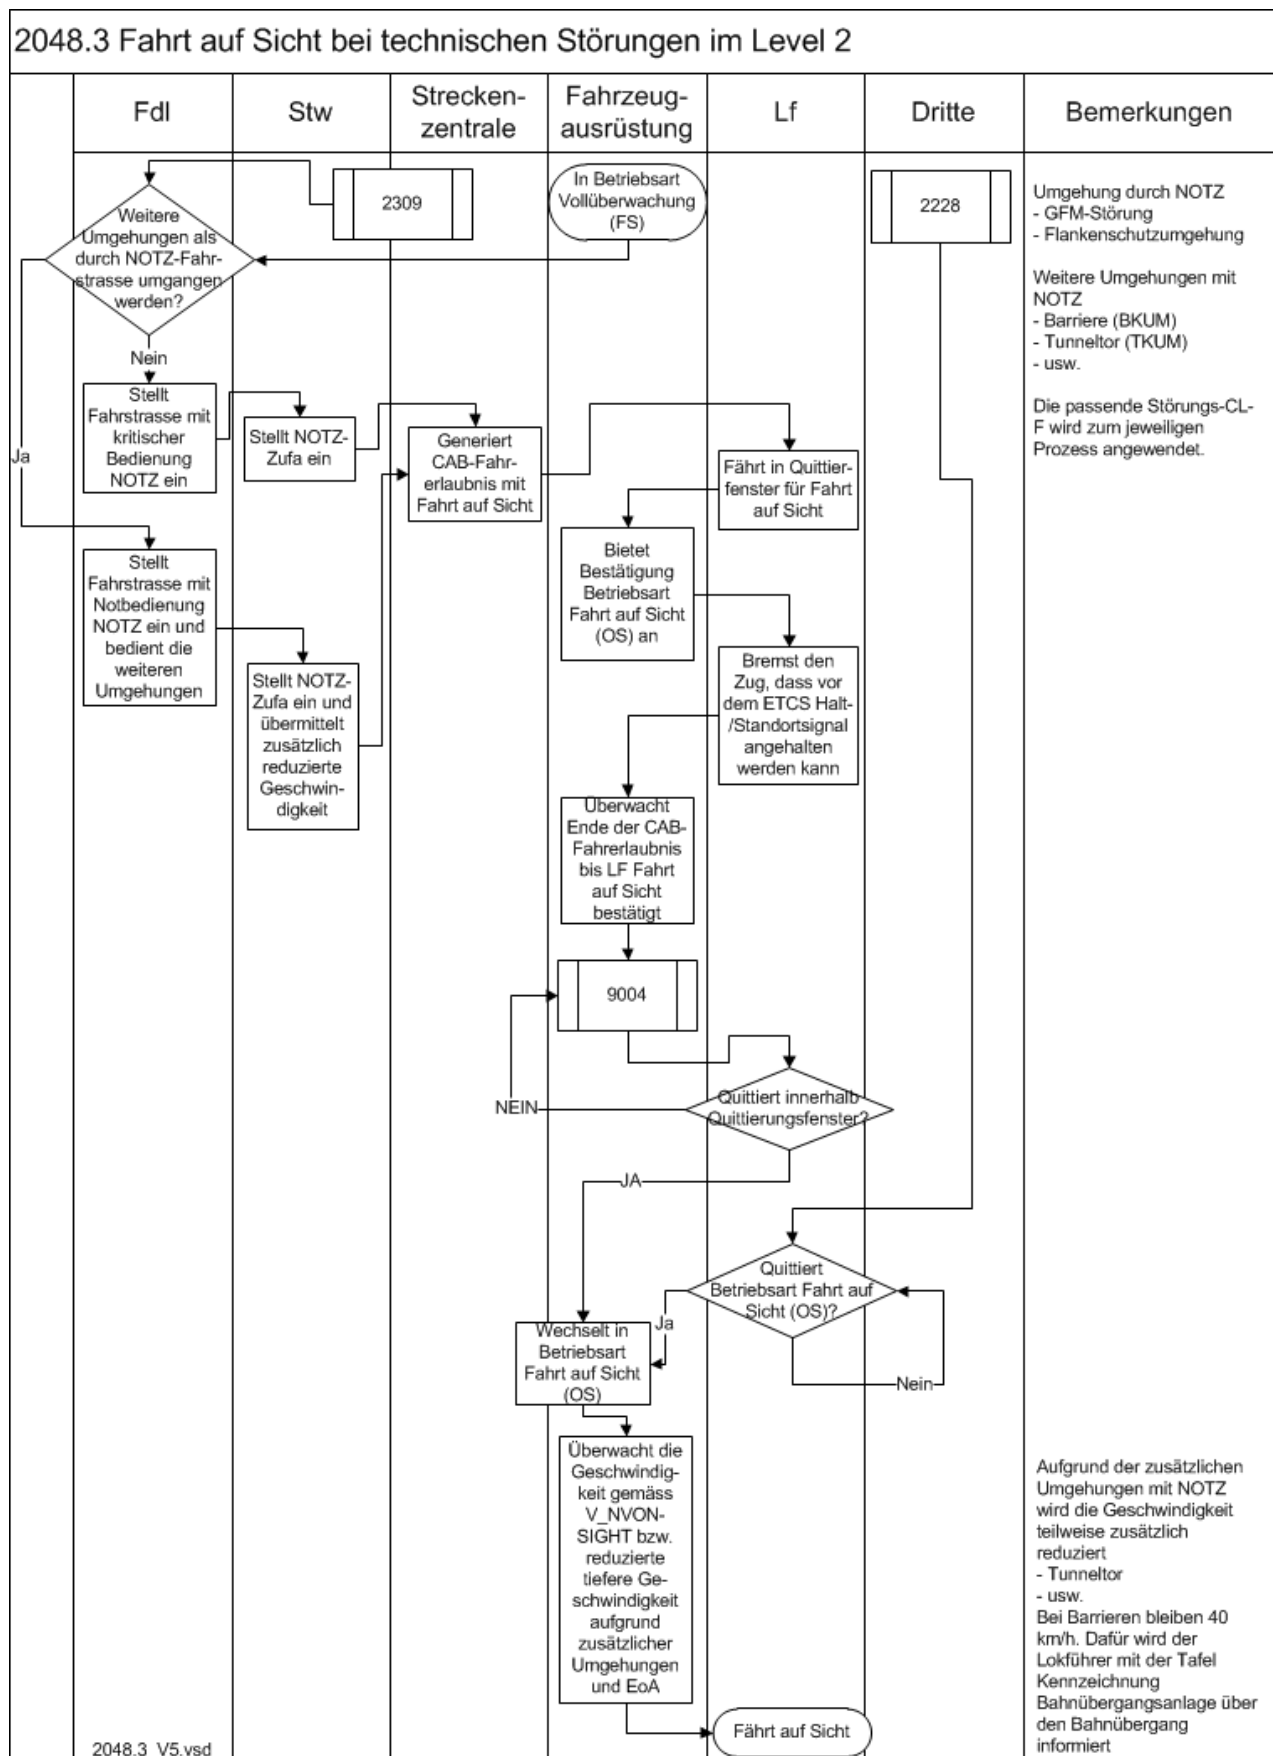 2048.3 Fahrt auf Sicht bei technischen Störungen im Level 2
Fdl
Stw
Strecken-
zentrale
Fahrzeug-
ausrüstung
Lf
Dritte
Bemerkungen
Weitere
Umgehungen als
durch NOTZ-Fahr-
strasse umgangen
werden?
2309
In Betriebsart
Vollüberwachung
(FS)
2228
Umgehung durch NOTZ
- GFM-Störung
- Flankenschutzumgehung
Weitere Umgehungen mit
NOTZ
- Barriere (BKUM)
- Tunneltor (TKUM)
- usw.
Die passende Störungs-CL-
F wird zum jeweiligen
Prozess angewendet.
Nein
Ja
Stellt
Fahrstrasse mit
kritischer
Bedienung
NOTZ ein
Stellt NOTZ-
Zufa ein
Generiert
CAB-Fahr-
erlaubnis mit
Fahrt auf Sicht
Fährt in Quittier-
fenster für Fahrt
auf Sicht
Bietet
Bestätigung
Betriebsart
Fahrt auf Sicht
(OS) an
Stellt
Fahrstrasse mit
Notbedienung
NOTZ ein und
bedient die
weiteren
Umgehungen
Stellt NOTZ-
Zufa ein und
übermittelt
zusätzlich
reduzierte
Geschwin-
digkeit
Bremst den
Zug, dass vor
dem ETCS Halt-
/Standortsignal
angehalten
werden kann
Überwacht
Ende der CAB-
Fahrerlaubnis
bis LF Fahrt
auf Sicht
bestätigt
9004
Quittiert innerhalb
Quittierungsfenster?
NEIN
JA
Quittiert
Betriebsart Fahrt auf
Sicht (OS)?
Ja
Nein
Wechselt in
Betriebsart
Fahrt auf Sicht
(OS)
Überwacht die
Geschwindig-
keit gemäss
V_NVON-
SIGHT bzw.
reduzierte
tiefere Ge-
schwindigkeit
aufgrund
zusätzlicher
Umgehungen
und EoA
Fährt auf Sicht
Aufgrund der zusätzlichen
Umgehungen mit NOTZ
wird die Geschwindigkeit
teilweise zusätzlich
reduziert
- Tunneltor
- usw.
Bei Barrieren bleiben 40
km/h. Dafür wird der
Lokführer mit der Tafel
Kennzeichnung
Bahnübergangsanlage über
den Bahnübergang
informiert
2048.3_V5.vsd